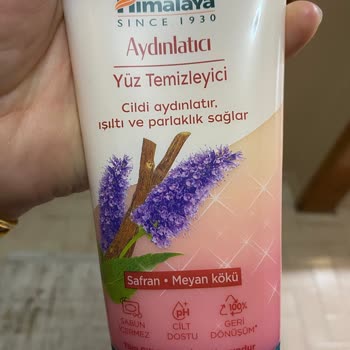 Himalaya
SINCE 1930
Aydınlatıcı
Yüz Temizleyici
Cildi aydınlatır,
ışıltı ve parlaklık sağlar
Safran • Meyan kökü
SABUN İÇERMEZ
pH CİLT DOSTU
100% GERİ DÖNÜŞÜM*